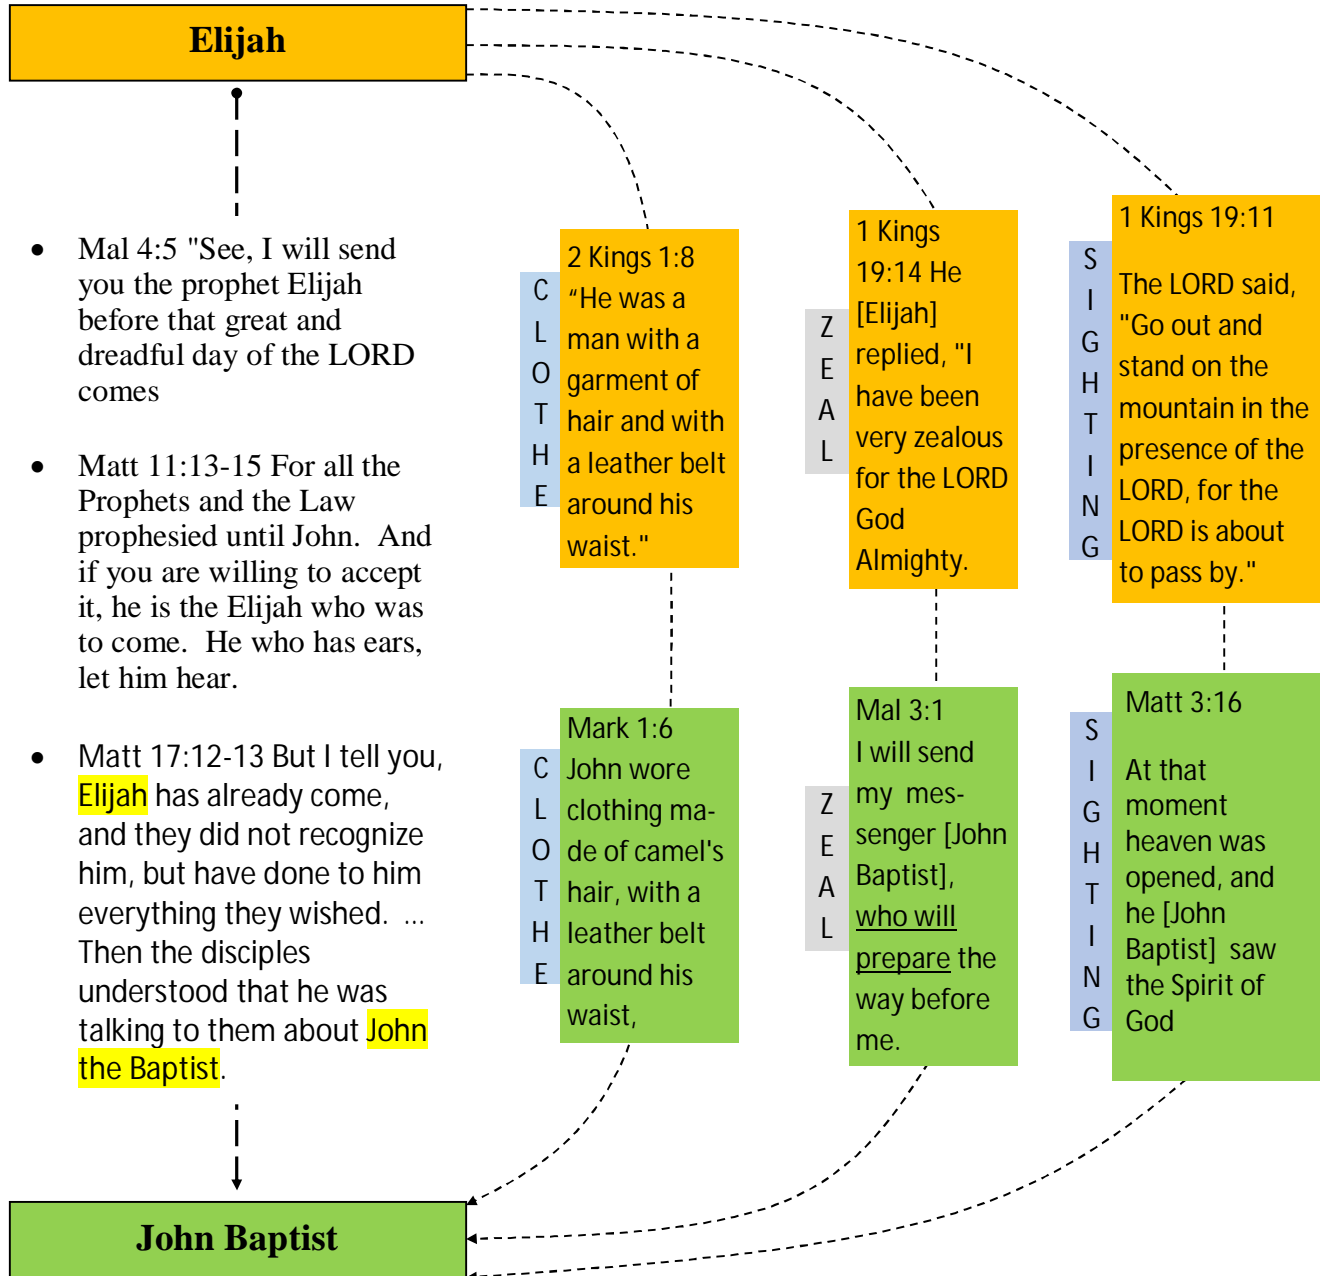 Elijah
• Mal 4:5 "See, I will send
you the prophet Elijah
before that great and
dreadful day of the LORD
comes
• Matt 11:13-15 For all the
Prophets and the Law
prophesied until John. And
if you are willing to accept
it, he is the Elijah who was
to come. He who has ears,
let him hear.
• Matt 17:12-13 But I tell you,
Elijah has already come,
and they did not recognize
him, but have done to him
everything they wished. ...
Then the disciples
understood that he was
talking to them about John
the Baptist.
C
L
O
T
H
E
2 Kings 1:8
“He was a
man with a
garment of
hair and with
a leather belt
around his
waist."
Z
E
A
L
1 Kings
19:14 He
[Elijah]
replied, "I
have been
very zealous
for the LORD
God
Almighty.
S
I
G
H
T
I
N
G
1 Kings 19:11
The LORD said,
"Go out and
stand on the
mountain in the
presence of the
LORD, for the
LORD is about
to pass by."
C
L
O
T
H
E
Mark 1:6
John wore
clothing ma-
de of camel's
hair, with a
leather belt
around his
waist,
Z
E
A
L
Mal 3:1
I will send
my mes-
senger [John
Baptist],
who will
prepare the
way before
me.
S
I
G
H
T
I
N
G
Matt 3:16
At that
moment
heaven was
opened, and
he [John
Baptist] saw
the Spirit of
God
John Baptist